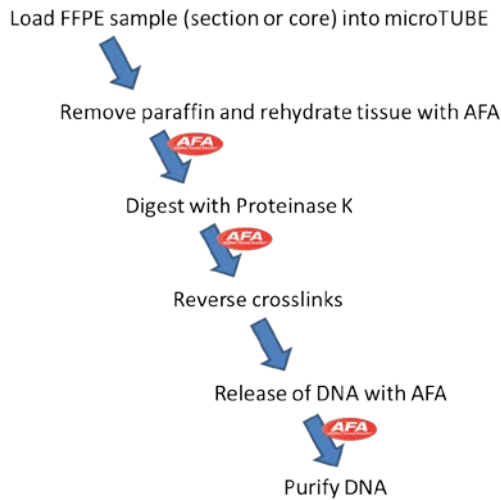 Load FFPE sample (section or core) into microTUBE
Remove paraffin and rehydrate tissue with AFA
AFA
Digest with Proteinase K
AFA
Reverse crosslinks
Release of DNA with AFA
AFA
Purify DNA